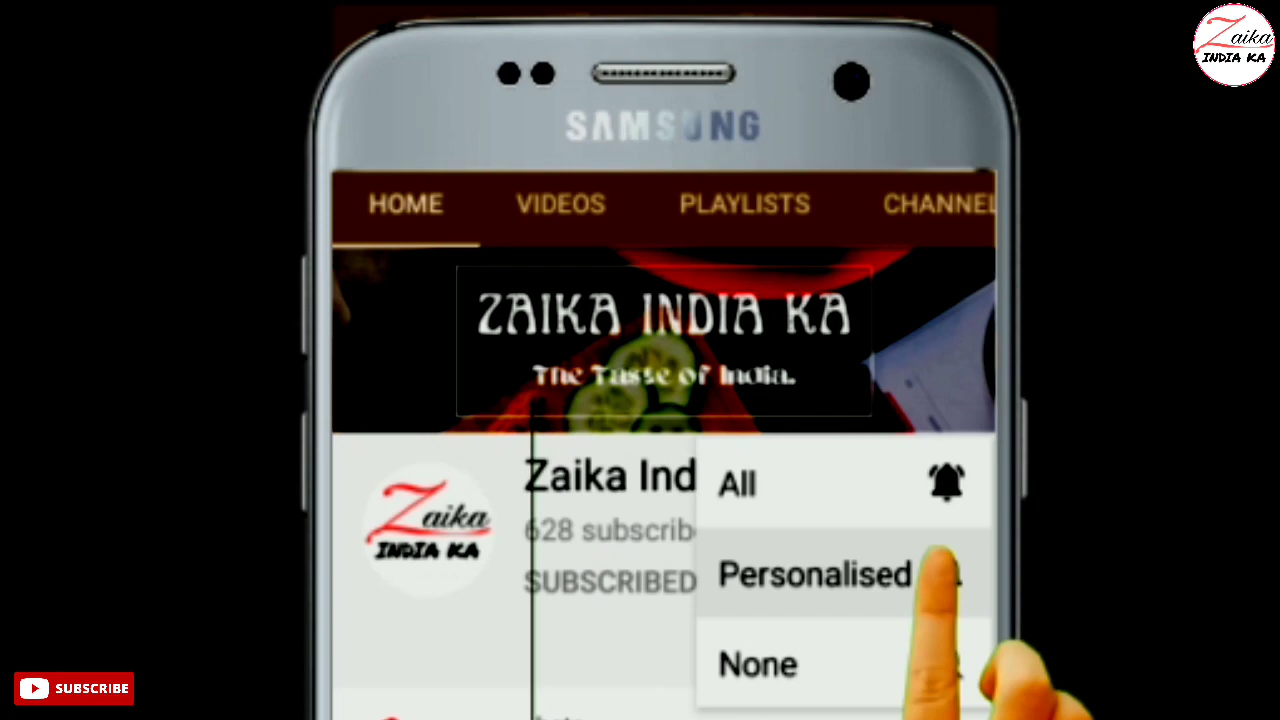 Zaika
INDIA KA
SAMSUNG
HOME VIDEOS PLAYLISTS CHANNEL
ZAIKA INDIA KA
The Taste of India.
Zaika Ind
628 subscrib
SUBSCRIBED
Zaika
INDIA KA
All
Personalised
None
SUBSCRIBE